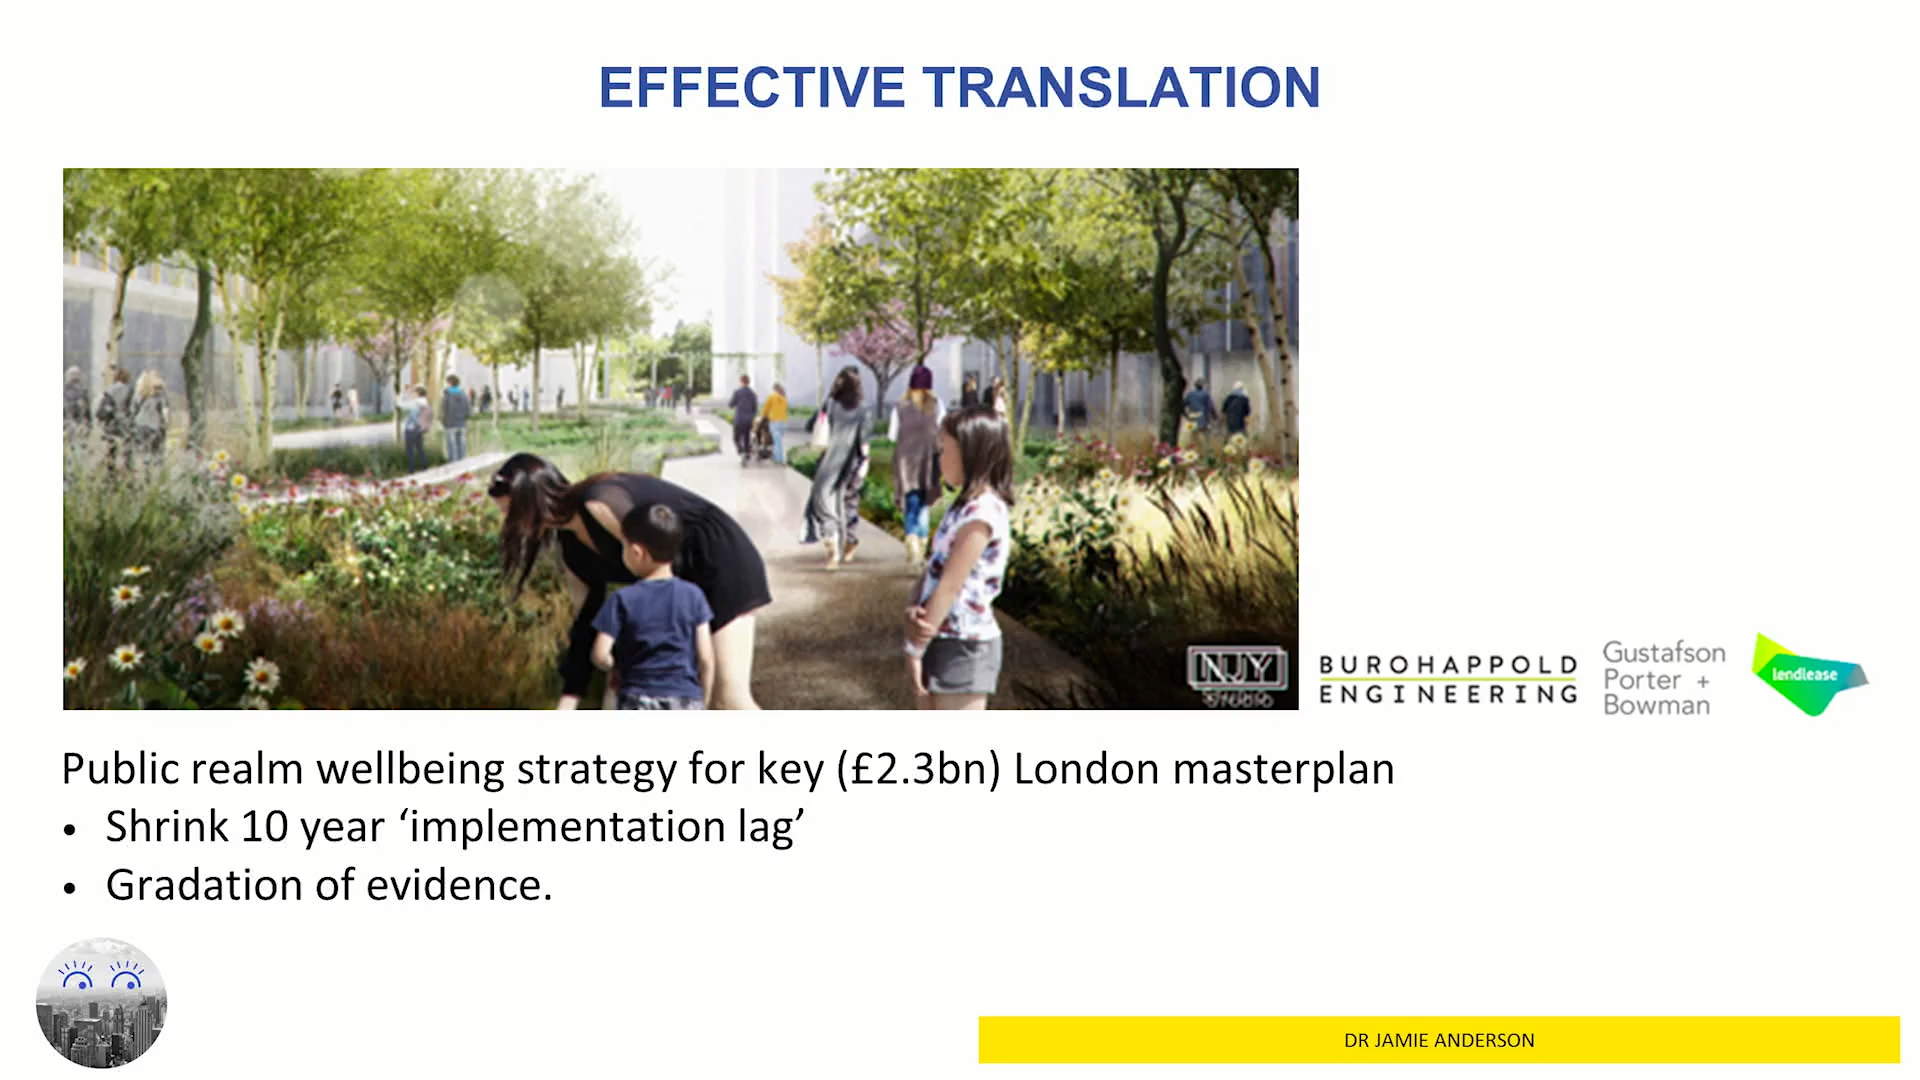 EFFECTIVE TRANSLATION
NJY
STUDIO
BUROHAPPOLD
ENGINEERING
Gustafson
Porter +
Bowman
lendlease
Public realm wellbeing strategy for key (£2.3bn) London masterplan
• Shrink 10 year ‘implementation lag’
• Gradation of evidence.
DR JAMIE ANDERSON